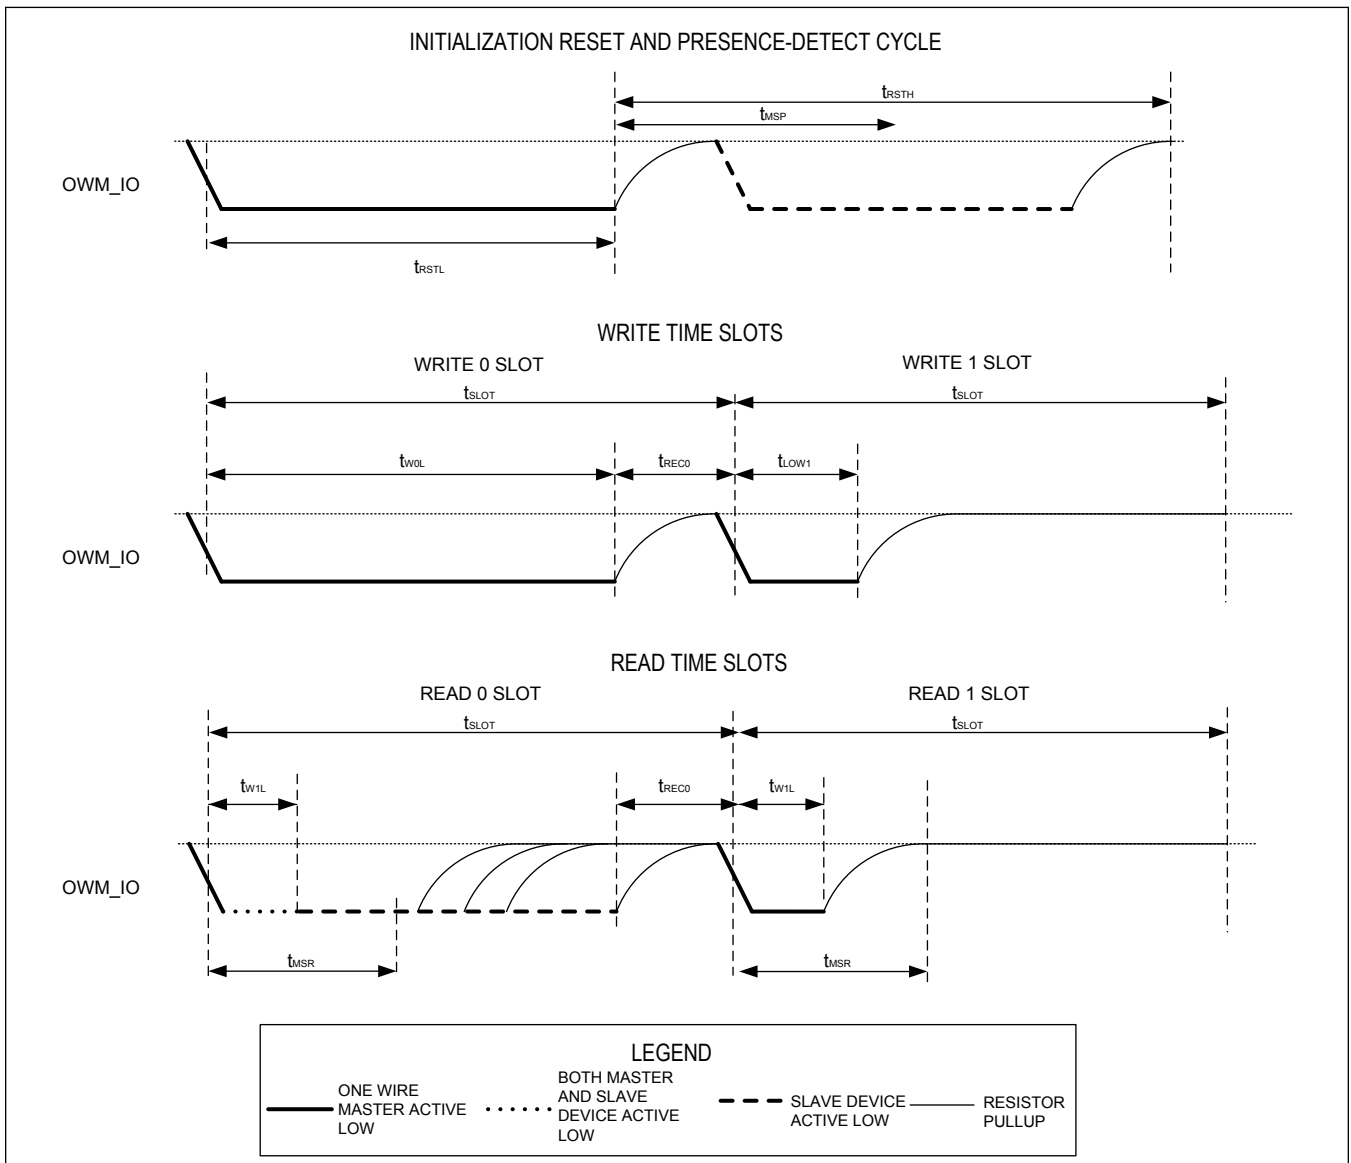 INITIALIZATION RESET AND PRESENCE-DETECT CYCLE
tRSTH
tMSP
OWM_IO
tRSTL
WRITE TIME SLOTS
WRITE 0 SLOT
WRITE 1 SLOT
tSLOT
tSLOT
tW0L
tREC0
tLOW1
OWM_IO
READ TIME SLOTS
READ 0 SLOT
READ 1 SLOT
tSLOT
tSLOT
tW1L
tREC0
tW1L
OWM_IO
tMSR
tMSR
LEGEND
ONE WIRE
MASTER ACTIVE
LOW
BOTH MASTER
AND SLAVE
DEVICE ACTIVE
LOW
SLAVE DEVICE
ACTIVE LOW
RESISTOR
PULLUP